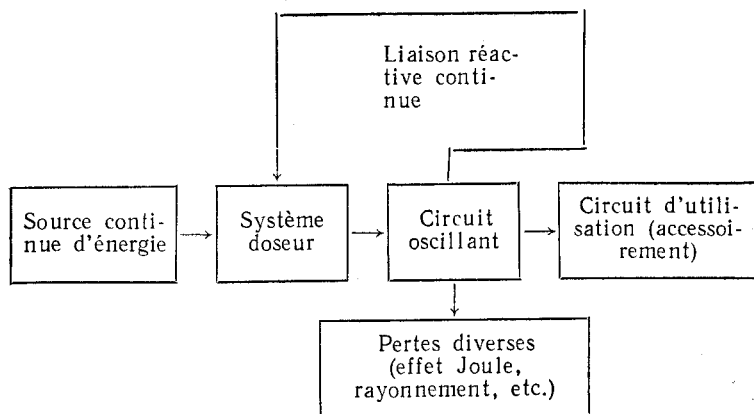 Liaison réac-
tive conti-
nue
Source conti-
nue d'énergie
Système
doseur
Circuit
oscillant
Circuit d'utili-
sation (accessoi-
rement)
Pertes diverses
(effet Joule,
rayonnement, etc.)